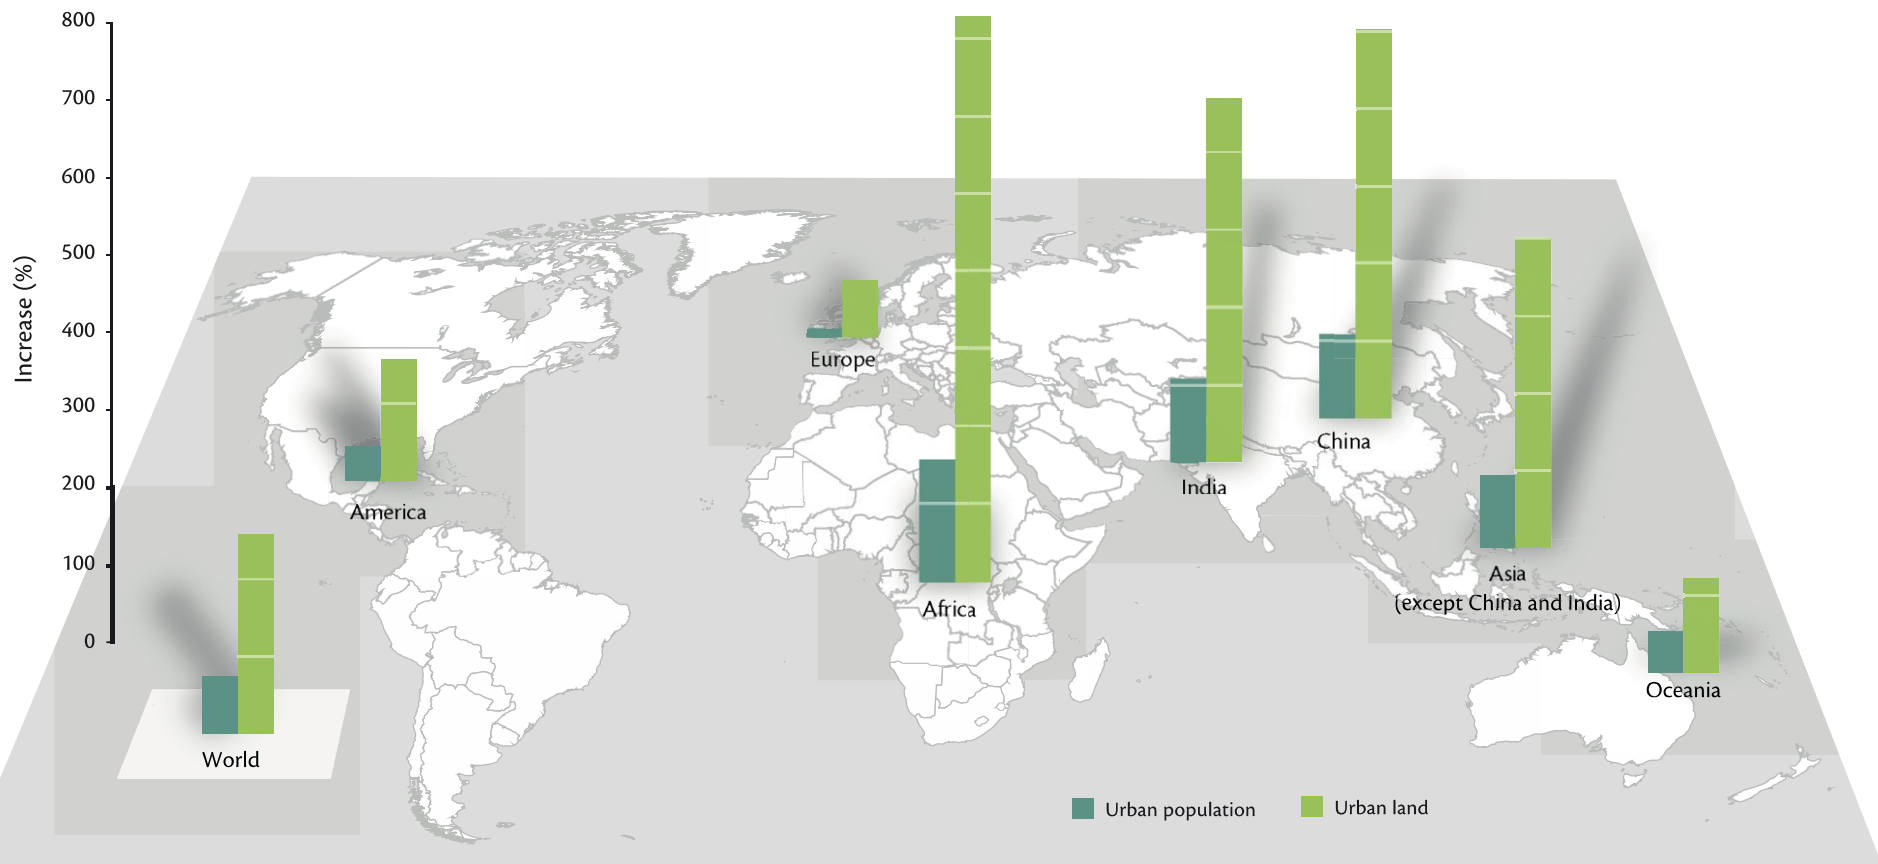 800
700
600
500
400
300
200
100
0
Increase (%)
Europe
China
India
America
Asia
(except China and India)
Africa
Oceania
World
Urban population
Urban land